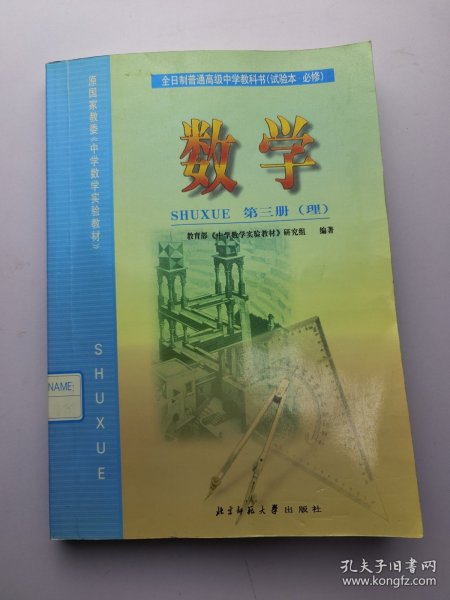 全日制普通高级中学教科书(试验本·必修)
数学
SHUXUE 第三册(理)
教育部《中学数学实验教材》研究组 编著
原国家教委《中学数学实验教材》
SHUXUE
NAME:
北京师范大学出版社
孔夫子旧书网
www.kongfz.com